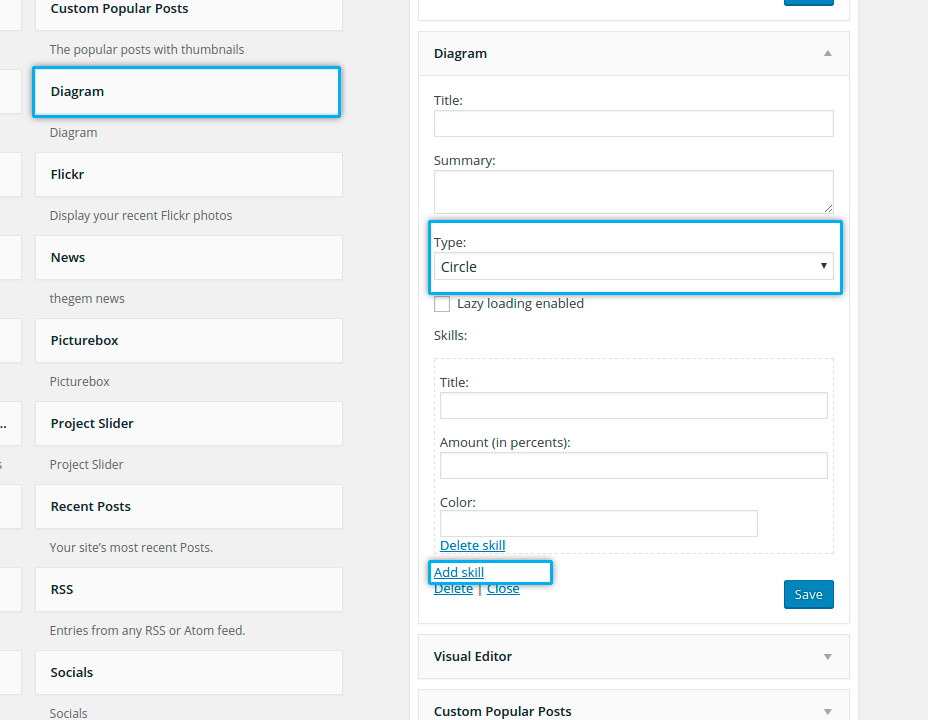 Custom Popular Posts
The popular posts with thumbnails
Diagram
Diagram
Flickr
Display your recent Flickr photos
News
thegem news
Picturebox
Picturebox
...
Project Slider
s
Project Slider
Recent Posts
Your site's most recent Posts.
RSS
Entries from any RSS or Atom feed.
Socials
Socials
Diagram
Title:
Summary:
Type:
Circle
Lazy loading enabled
Skills:
Title:
Amount (in percents):
Color:
Delete skill
Add skill
Delete | Close
Save
Visual Editor
Custom Popular Posts